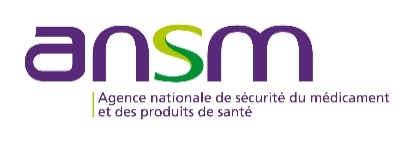 ansm
Agence nationale de sécurité du médicament
et des produits de santé